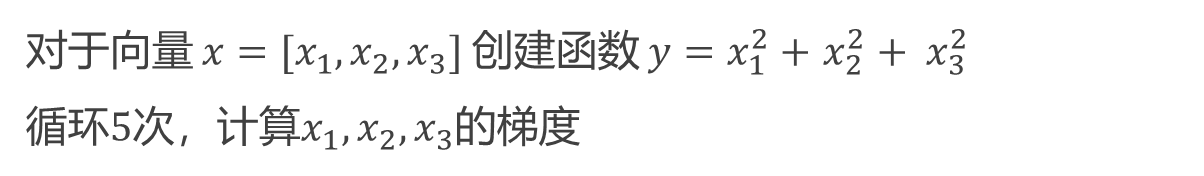 对于向量 x = [x₁, x₂, x₃] 创建函数 y = x₁² + x₂² + x₃²
循环5次，计算x₁, x₂, x₃的梯度